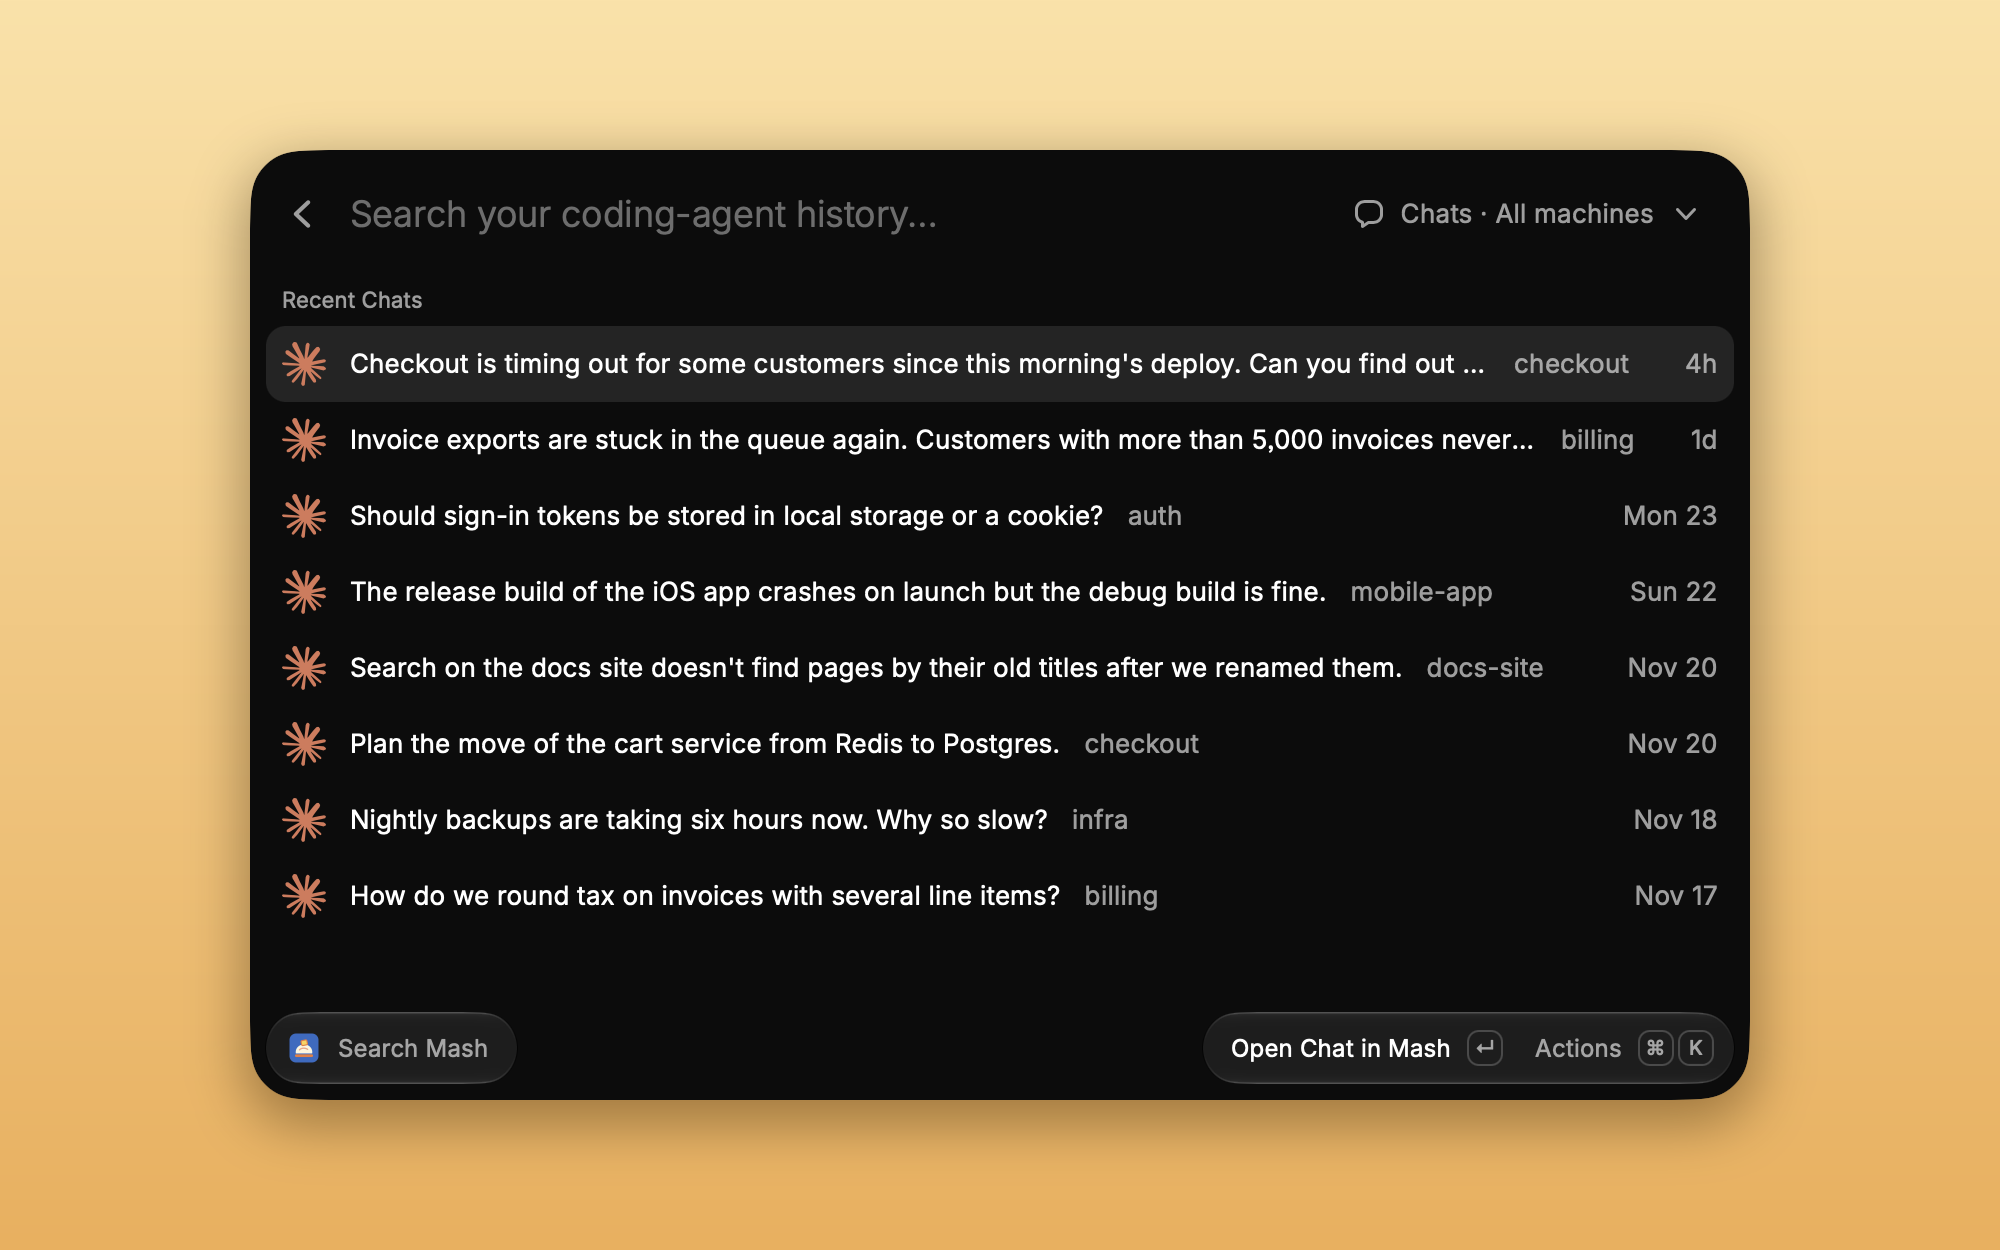 Search your coding-agent history...
Chats · All machines
Recent Chats
Checkout is timing out for some customers since this morning's deploy. Can you find out ... checkout 4h
Invoice exports are stuck in the queue again. Customers with more than 5,000 invoices never... billing 1d
Should sign-in tokens be stored in local storage or a cookie? auth Mon 23
The release build of the iOS app crashes on launch but the debug build is fine. mobile-app Sun 22
Search on the docs site doesn't find pages by their old titles after we renamed them. docs-site Nov 20
Plan the move of the cart service from Redis to Postgres. checkout Nov 20
Nightly backups are taking six hours now. Why so slow? infra Nov 18
How do we round tax on invoices with several line items? billing Nov 17
Search Mash
Open Chat in Mash ↵ Actions ⌘ K